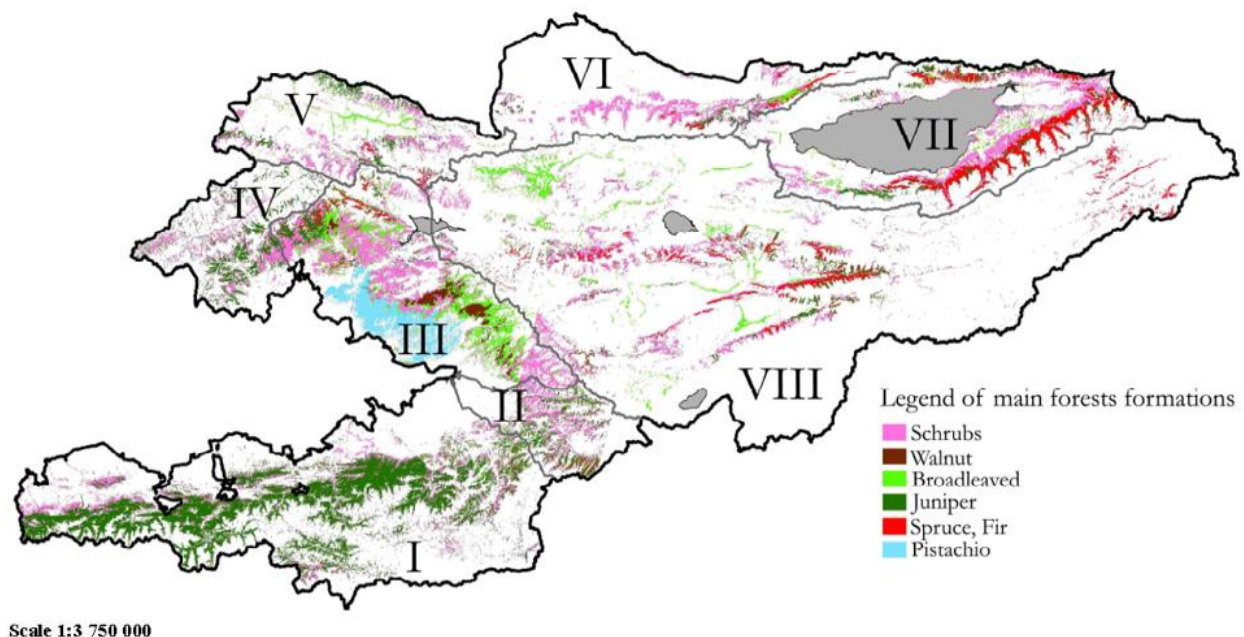 VI
V
VII
IV
III
VIII
II
I
Legend of main forests formations
Schrubs
Walnut
Broadleaved
Juniper
Spruce, Fir
Pistachio
Scale 1:3 750 000